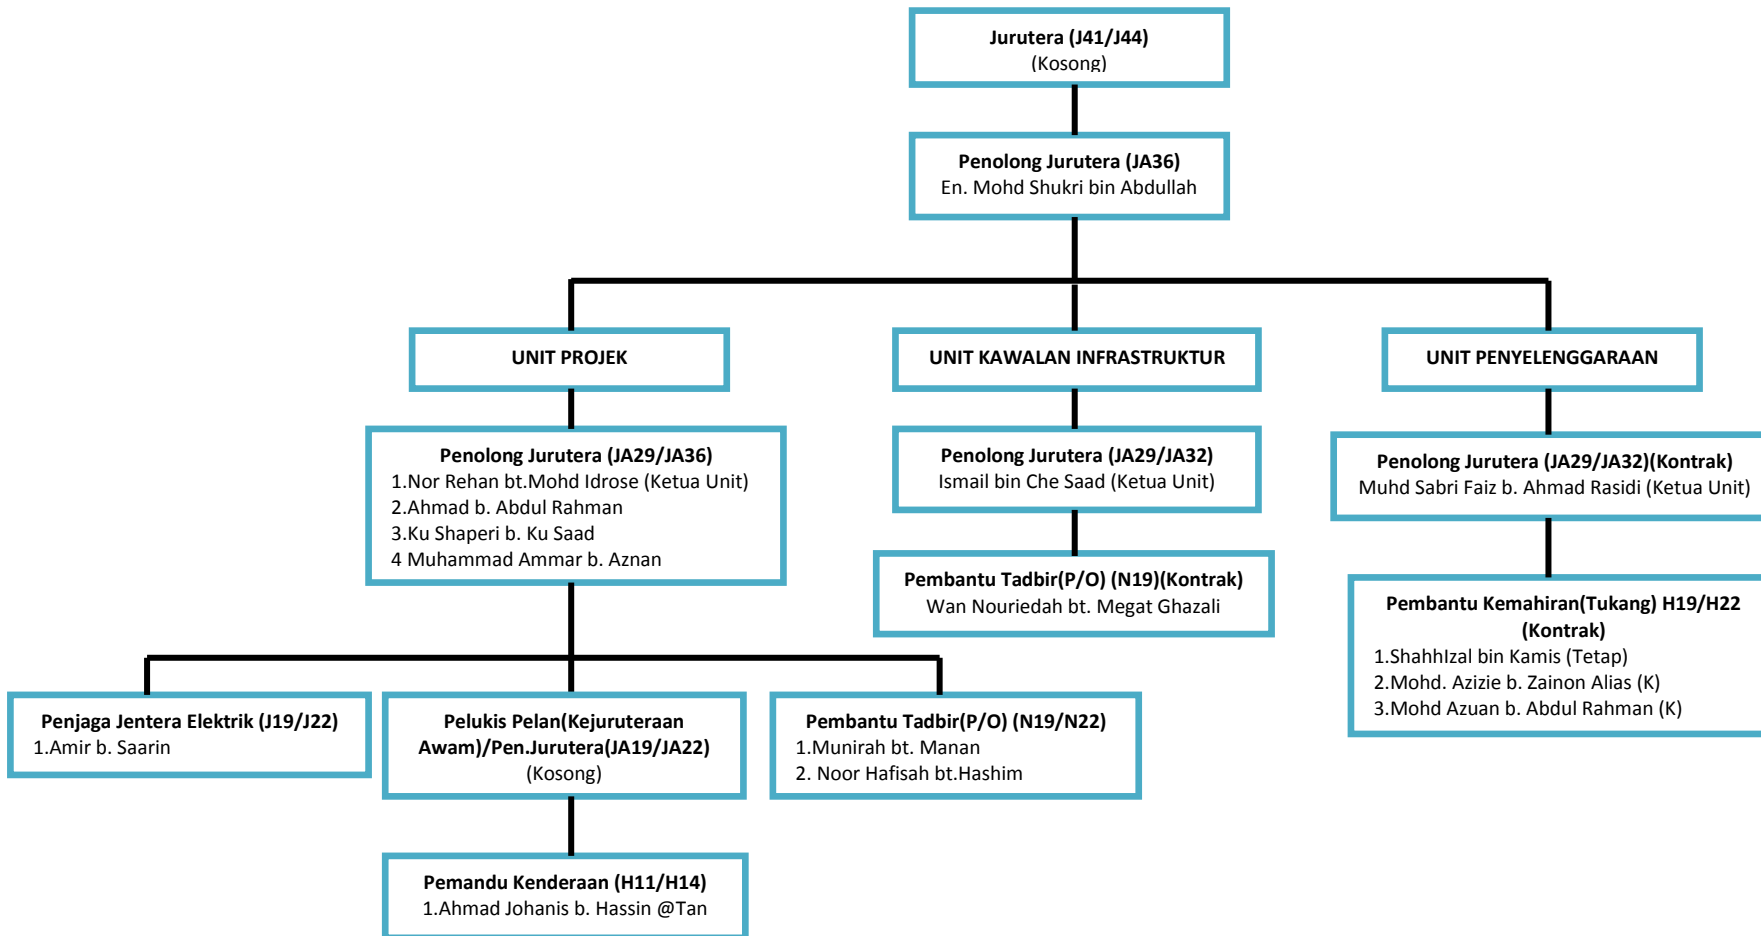 Jurutera (J41/J44)
(Kosong)
Penolong Jurutera (JA36)
En. Mohd Shukri bin Abdullah
UNIT PROJEK
UNIT KAWALAN INFRASTRUKTUR
UNIT PENYELENGGARAAN
Penolong Jurutera (JA29/JA36)
1.Nor Rehan bt.Mohd Idrose (Ketua Unit)
2.Ahmad b. Abdul Rahman
3.Ku Shaperi b. Ku Saad
4 Muhammad Ammar b. Aznan
Penolong Jurutera (JA29/JA32)
Ismail bin Che Saad (Ketua Unit)
Penolong Jurutera (JA29/JA32)(Kontrak)
Muhd Sabri Faiz b. Ahmad Rasidi (Ketua Unit)
Pembantu Tadbir(P/O) (N19)(Kontrak)
Wan Nouriedah bt. Megat Ghazali
Pembantu Kemahiran(Tukang) H19/H22
(Kontrak)
1.ShahhIzal bin Kamis (Tetap)
2.Mohd. Azizie b. Zainon Alias (K)
3.Mohd Azuan b. Abdul Rahman (K)
Penjaga Jentera Elektrik (J19/J22)
1.Amir b. Saarin
Pelukis Pelan(Kejuruteraan
Awam)/Pen.Jurutera(JA19/JA22)
(Kosong)
Pembantu Tadbir(P/O) (N19/N22)
1.Munirah bt. Manan
2. Noor Hafisah bt.Hashim
Pemandu Kenderaan (H11/H14)
1.Ahmad Johanis b. Hassin @Tan